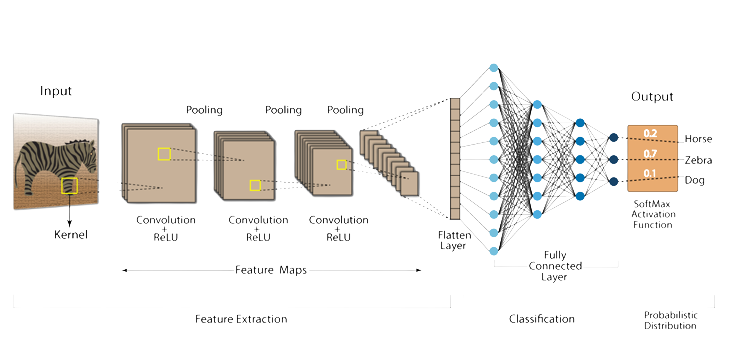 Input
Pooling
Pooling
Pooling
Output
0.2
Horse
0.7
Zebra
0.1
Dog
Kernel
Convolution
+
ReLU
Convolution
+
ReLU
Convolution
+
ReLU
Flatten
Layer
SoftMax
Activation
Function
Fully
Connected
Layer
Feature Maps
Feature Extraction
Classification
Probabilistic
Distribution